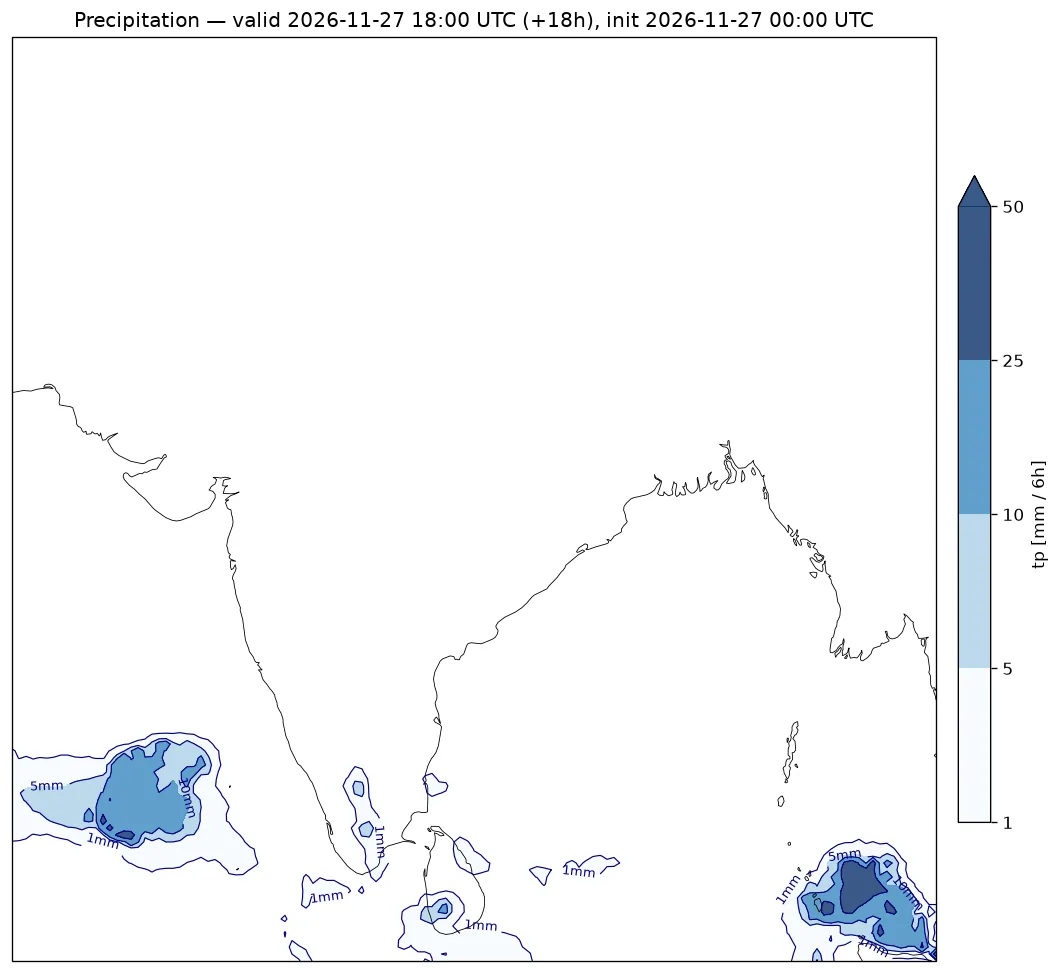 Precipitation — valid 2026-11-27 18:00 UTC (+18h), init 2026-11-27 00:00 UTC
50
25
10
5
1
tp [mm / 6h]
5mm
10mm
1mm
1mm
1mm
1mm
1mm
5mm
10mm
1mm
1mm